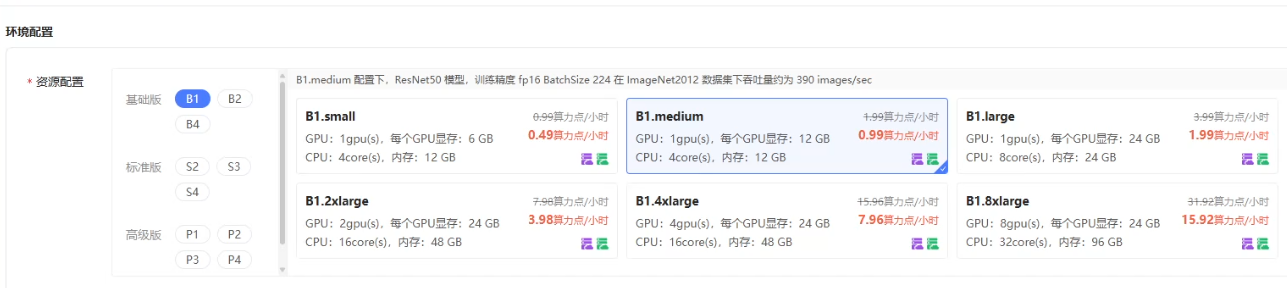 环境配置
* 资源配置
基础版 B1 B2
B4
标准版 S2 S3
S4
高级版 P1 P2
P3 P4
B1.medium 配置下，ResNet50 模型，训练精度 fp16 BatchSize 224 在 ImageNet2012 数据集下吞吐量约为 390 images/sec
B1.small 0.99算力点/小时
GPU：1gpu(s)，每个GPU显存：6 GB 0.49算力点/小时
CPU：4core(s)，内存：12 GB
B1.medium 1.99算力点/小时
GPU：1gpu(s)，每个GPU显存：12 GB 0.99算力点/小时
CPU：4core(s)，内存：12 GB
B1.large 3.99算力点/小时
GPU：1gpu(s)，每个GPU显存：24 GB 1.99算力点/小时
CPU：8core(s)，内存：24 GB
B1.2xlarge 7.98算力点/小时
GPU：2gpu(s)，每个GPU显存：24 GB 3.98算力点/小时
CPU：16core(s)，内存：48 GB
B1.4xlarge 15.96算力点/小时
GPU：4gpu(s)，每个GPU显存：24 GB 7.96算力点/小时
CPU：16core(s)，内存：48 GB
B1.8xlarge 31.92算力点/小时
GPU：8gpu(s)，每个GPU显存：24 GB 15.92算力点/小时
CPU：32core(s)，内存：96 GB